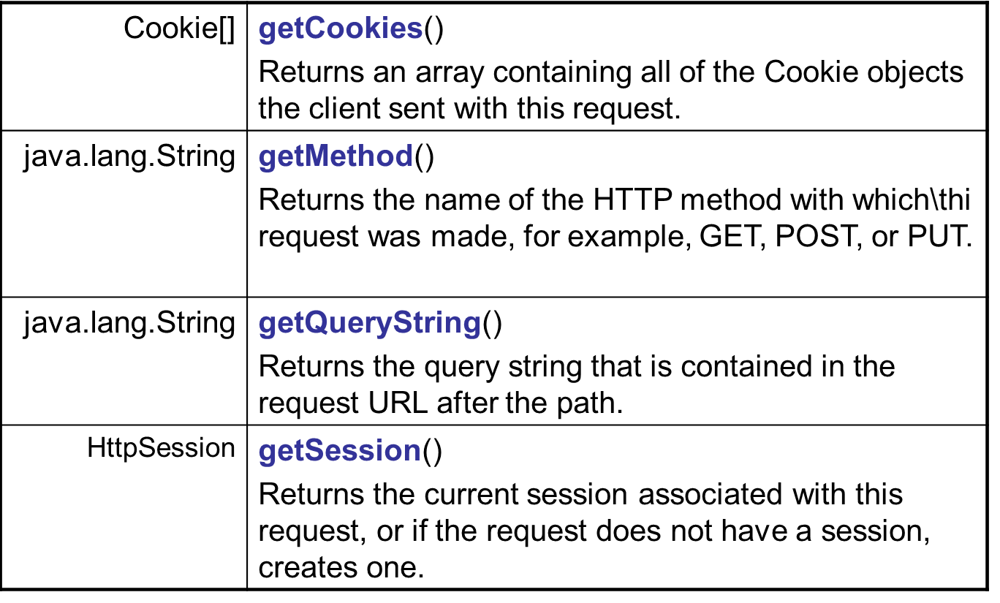 Cookie[] getCookies()
Returns an array containing all of the Cookie objects
the client sent with this request.
java.lang.String getMethod()
Returns the name of the HTTP method with which\thi
request was made, for example, GET, POST, or PUT.
java.lang.String getQueryString()
Returns the query string that is contained in the
request URL after the path.
HttpSession getSession()
Returns the current session associated with this
request, or if the request does not have a session,
creates one.